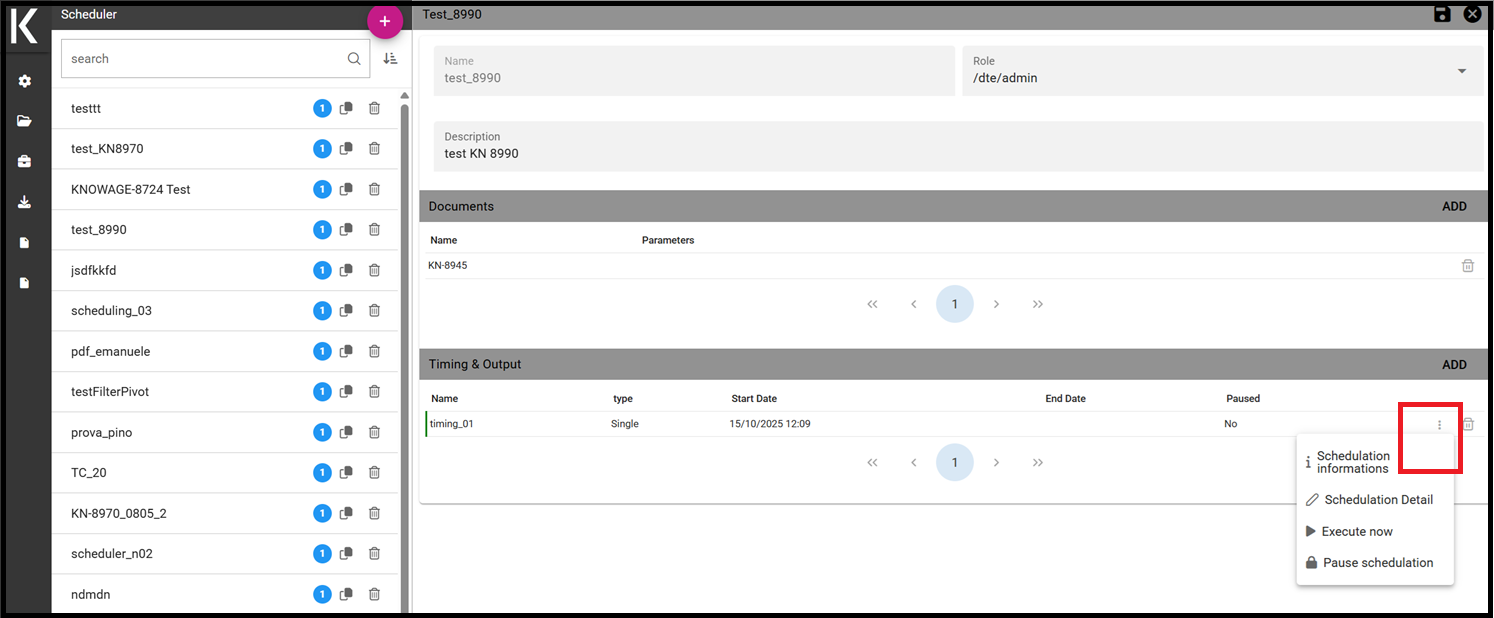 Scheduler
+
Test_8990
search
testtt 1
test_KN8970 1
KNOWAGE-8724 Test 1
test_8990 1
jsdfkkfd 1
scheduling_03 1
pdf_emanuele 1
testFilterPivot 1
prova_pino 1
TC_20 1
KN-8970_0805_2 1
scheduler_n02 1
ndmdn 1
Name
test_8990
Role
/dte/admin
Description
test KN 8990
Documents ADD
Name Parameters
KN-8945
<< < 1 > >>
Timing & Output ADD
Name type Start Date End Date Paused
timing_01 Single 15/10/2025 12:09 No
<< < 1 > >>
Schedulation
informations
Schedulation Detail
Execute now
Pause schedulation